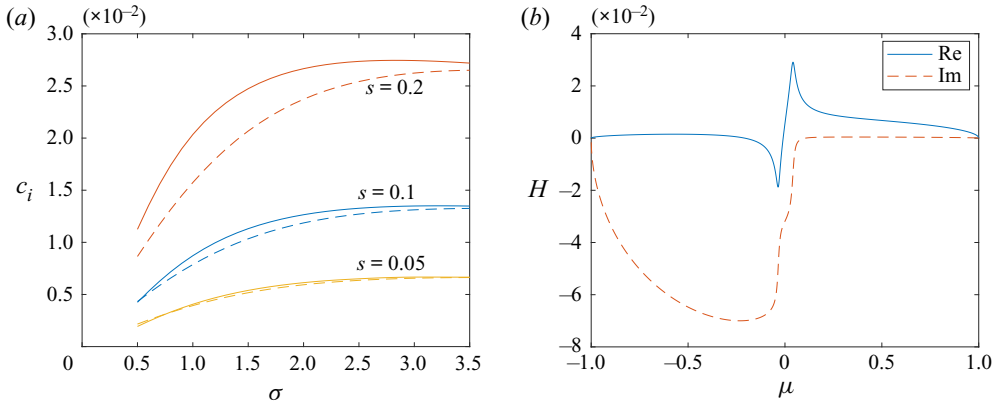 (a)
(×10⁻²)
3.0
2.5
2.0
1.5
1.0
0.5
0
c_i
s = 0.2
s = 0.1
s = 0.05
0.5 1.0 1.5 2.0 2.5 3.0 3.5
σ
(b)
(×10⁻²)
4
2
0
−2
−4
−6
−8
H
Re
Im
−1.0 −0.5 0 0.5 1.0
μ